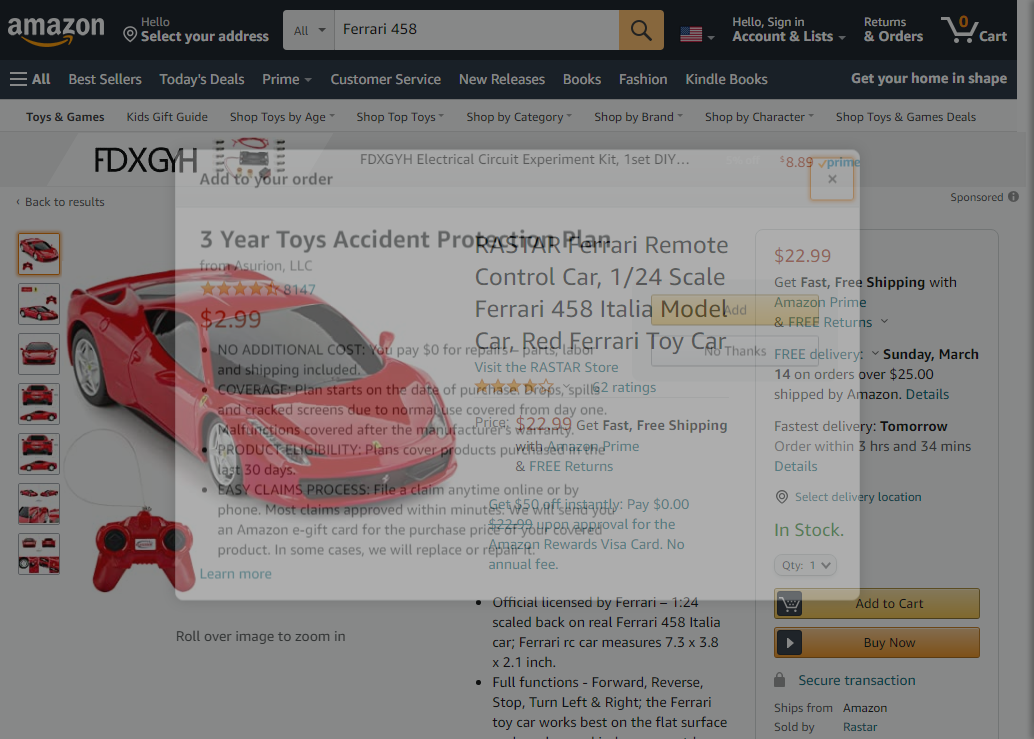 amazon
Hello
Select your address
All
Ferrari 458
Hello, Sign in
Account & Lists
Returns
& Orders
0
Cart
All
Best Sellers
Today's Deals
Prime
Customer Service
New Releases
Books
Fashion
Kindle Books
Get your home in shape
Toys & Games
Kids Gift Guide
Shop Toys by Age
Shop Top Toys
Shop by Category
Shop by Brand
Shop by Character
Shop Toys & Games Deals
FDXGYH
FDXGYH Electrical Circuit Experiment Kit, 1set DIY…
$8.89
prime
Sponsored
‹ Back to results
Add to your order
×
3 Year Toys Accident Protection Plan
from Asurion, LLC
8147
$2.99
• NO ADDITIONAL COST: You pay $0 for repairs – parts, labor
and shipping included.
• COVERAGE: Plan starts on the date of purchase. Drops, spills
and cracked screens due to normal use covered from day one.
Malfunctions covered after the manufacturer's warranty.
• PRODUCT ELIGIBILITY: Plans cover products purchased in the
last 30 days.
• EASY CLAIMS PROCESS: File a claim anytime online or by
phone. Most claims approved within minutes. We will send you
an Amazon e-gift card for the purchase price of your covered
product. In some cases, we will replace or repair it.
Learn more
Add
No Thanks
Roll over image to zoom in
RASTAR Ferrari Remote
Control Car, 1/24 Scale
Ferrari 458 Italia Model
Car, Red Ferrari Toy Car
Visit the RASTAR Store
62 ratings
Price: $22.99 Get Fast, Free Shipping
with Amazon Prime
& FREE Returns
Get $50 off instantly: Pay $0.00
$22.99 upon approval for the
Amazon Rewards Visa Card. No
annual fee.
• Official licensed by Ferrari – 1:24
scaled back on real Ferrari 458 Italia
car; Ferrari rc car measures 7.3 x 3.8
x 2.1 inch.
• Full functions - Forward, Reverse,
Stop, Turn Left & Right; the Ferrari
toy car works best on the flat surface
$22.99
Get Fast, Free Shipping with
Amazon Prime
& FREE Returns
FREE delivery: Sunday, March
14 on orders over $25.00
shipped by Amazon. Details
Fastest delivery: Tomorrow
Order within 3 hrs and 34 mins
Details
Select delivery location
In Stock.
Qty: 1
Add to Cart
Buy Now
Secure transaction
Ships from Amazon
Sold by Rastar